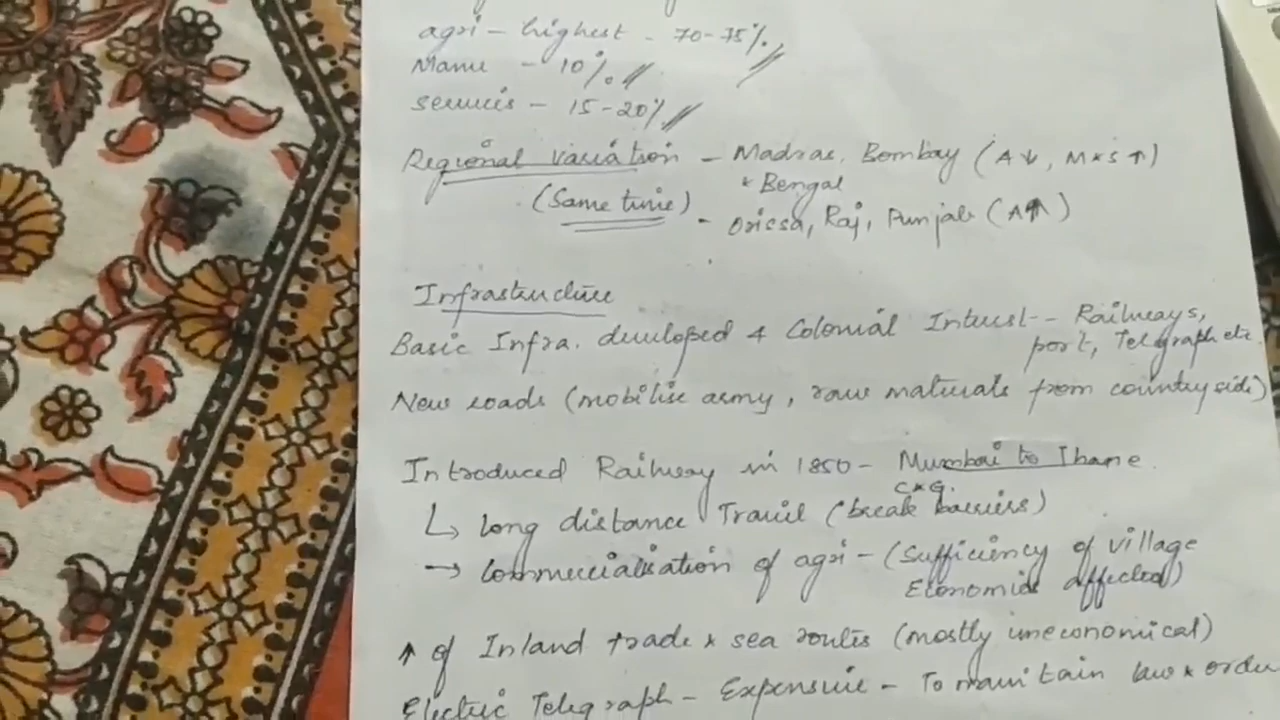 agri - highest - 70-75%.
Manu - 10%.
services - 15-20%
Regional variation - Madras, Bombay (A↓, M & S ↑)
& Bengal
(Same time) - Orissa, Raj, Punjab (A↑)
Infrastructure
Basic Infra. developed 4 Colonial Interest - Railways,
port, Telegraph etc.
New roads (mobilise army, raw materials from countryside)
Introduced Railway in 1850 - Mumbai to Thane.
C & G.
↳ long distance Travel (break barriers)
→ Commercialisation of agri - (Sufficiency of village
Economies affected)
↑ of Inland trade & sea routes (mostly uneconomical)
Electric Telegraph - Expensive - To maintain law & order